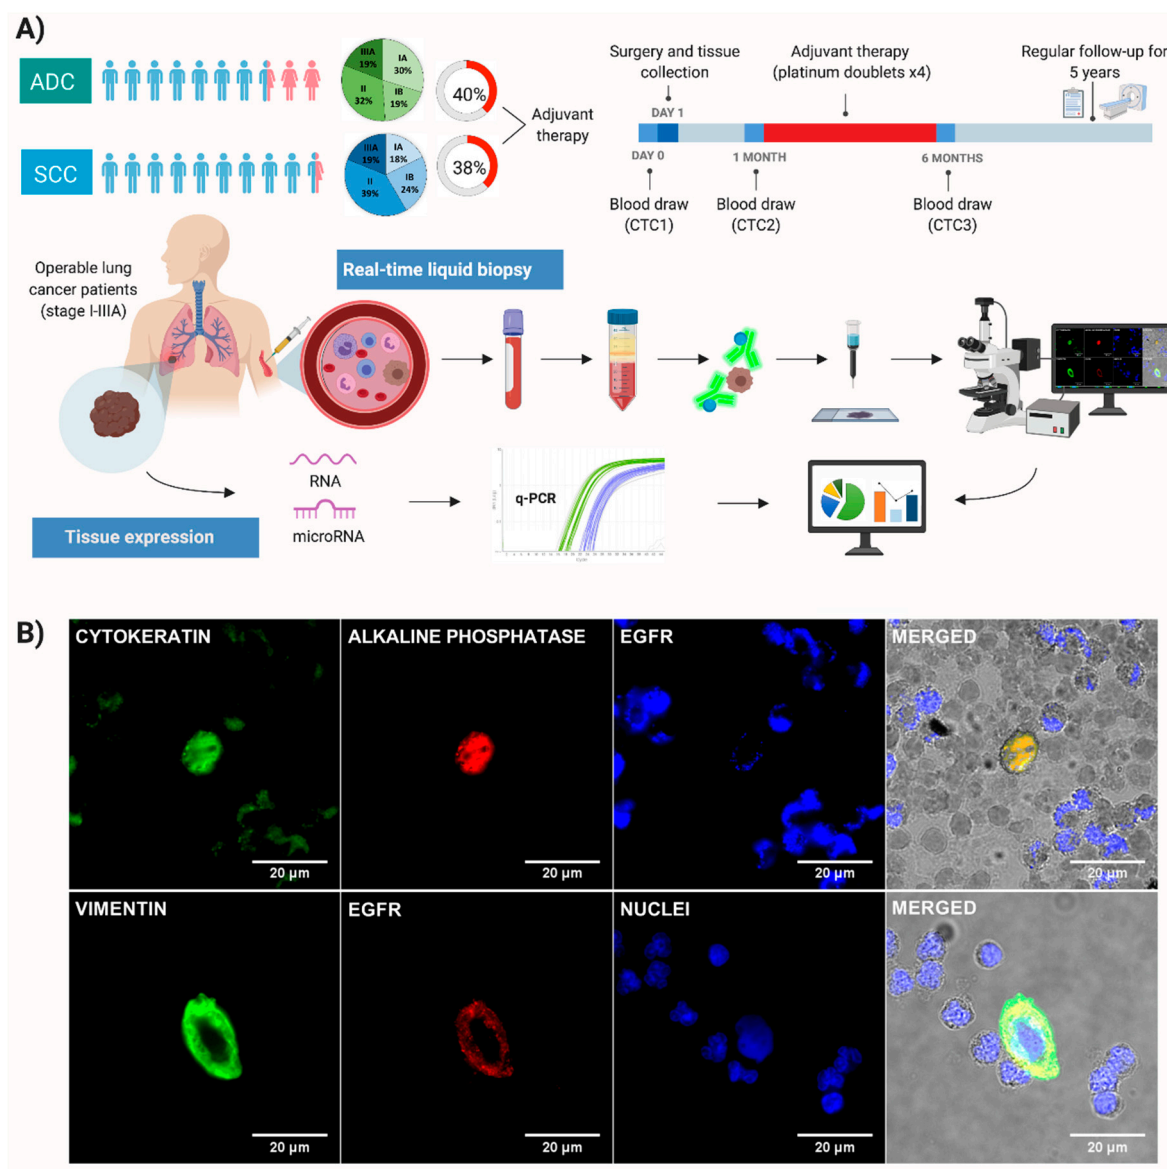 A)
ADC
IIIA
19%
IA
30%
II
32%
IB
19%
40%
SCC
IIIA
19%
IA
18%
II
39%
IB
24%
38%
Adjuvant
therapy
Surgery and tissue
collection
Adjuvant therapy
(platinum doublets x4)
Regular follow-up for
5 years
DAY 1
DAY 0
1 MONTH
6 MONTHS
Blood draw
(CTC1)
Blood draw
(CTC2)
Blood draw
(CTC3)
Operable lung
cancer patients
(stage I-IIIA)
Real-time liquid biopsy
RNA
microRNA
q-PCR
Tissue expression
B)
CYTOKERATIN
ALKALINE PHOSPHATASE
EGFR
MERGED
20 µm
20 µm
20 µm
20 µm
VIMENTIN
EGFR
NUCLEI
MERGED
20 µm
20 µm
20 µm
20 µm